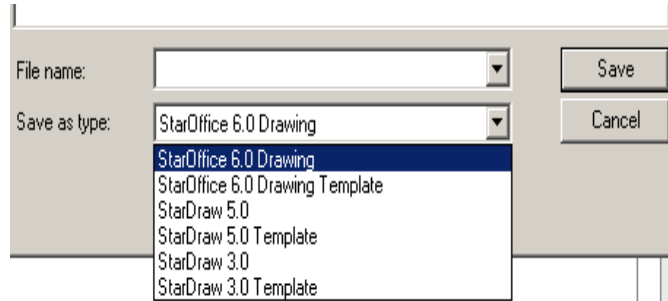 File name:
Save
Save as type:
StarOffice 6.0 Drawing
Cancel
StarOffice 6.0 Drawing
StarOffice 6.0 Drawing Template
StarDraw 5.0
StarDraw 5.0 Template
StarDraw 3.0
StarDraw 3.0 Template